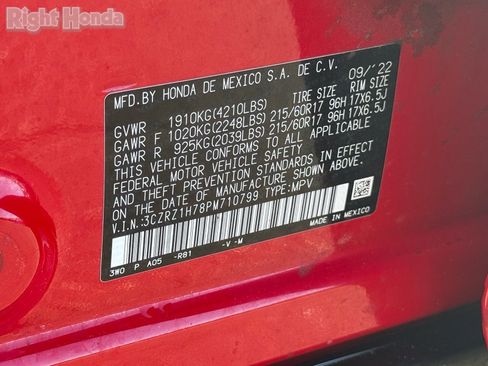 Right Honda
MFD.BY HONDA DE MEXICO S.A. DE C.V. 09/'22
GVWR 1910KG(4210LBS) TIRE SIZE RIM SIZE
GAWR F 1020KG(2248LBS) 215/60R17 96H 17X6.5J
GAWR R 925KG(2039LBS) 215/60R17 96H 17X6.5J
THIS VEHICLE CONFORMS TO ALL APPLICABLE
FEDERAL MOTOR VEHICLE SAFETY
AND THEFT PREVENTION STANDARDS IN EFFECT
ON THE DATE OF MANUFACTURE SHOWN ABOVE.
V.I.N.:3CZRZ1H78PM710799 TYPE: MPV
3W0 P A05 -R81 -V -M MADE IN MEXICO